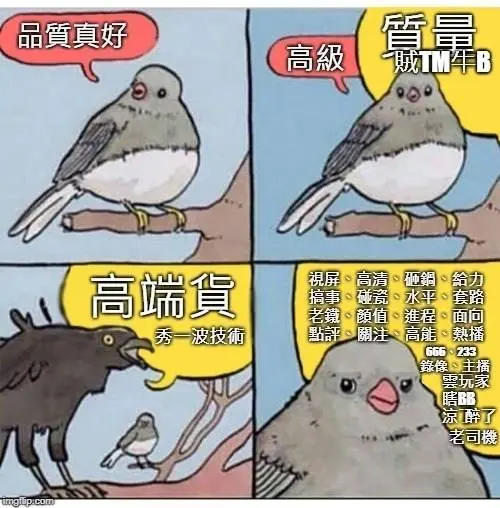 品質真好
高級
質量
賊TM牛B
高端貨
秀一波技術
視屏、高清、砸鍋、給力
搞事、碰瓷、水平、套路
老鐵、顏值、進程、面向
點評、關注、高能、熱播
666、233
錄像、主播
雲玩家
瞎BB
涼 醉了
老司機
imgflip.com